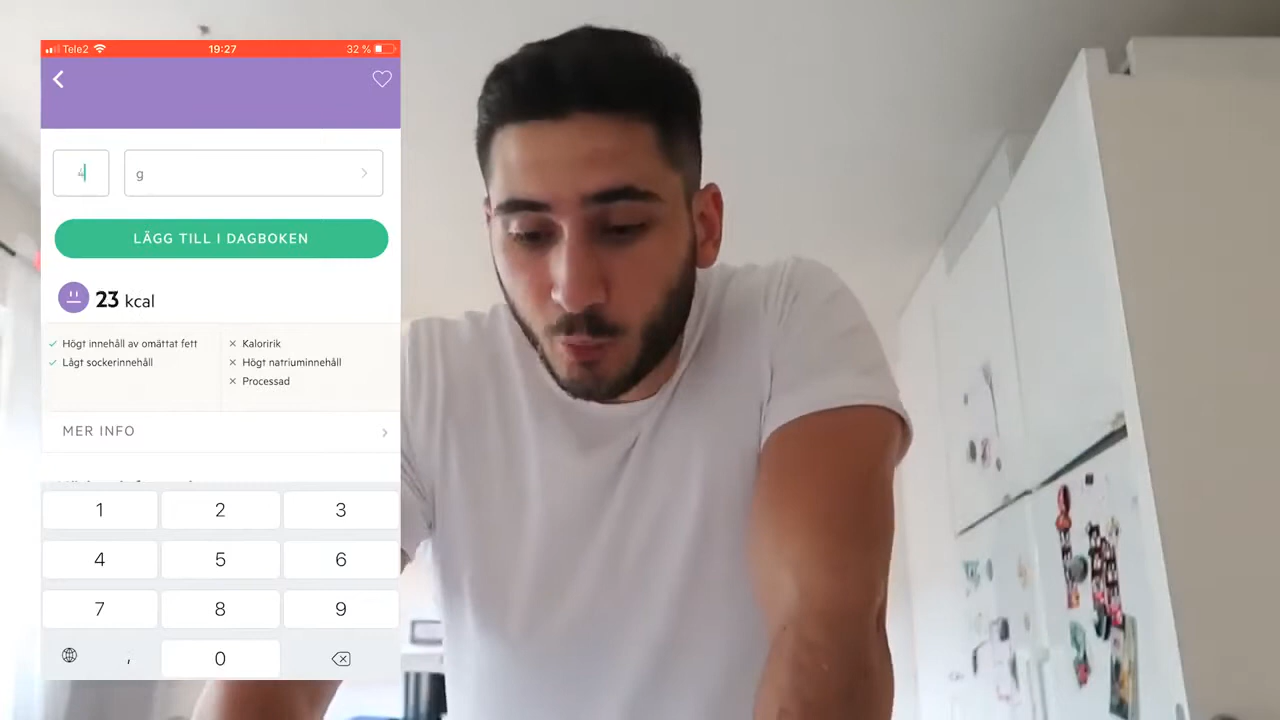 Tele2 19:27 32 %
4 g
LÄGG TILL I DAGBOKEN
23 kcal
Högt innehåll av omättat fett
Lågt sockerinnehåll
Kaloririk
Högt natriuminnehåll
Processad
MER INFO
1 2 3
4 5 6
7 8 9
, 0